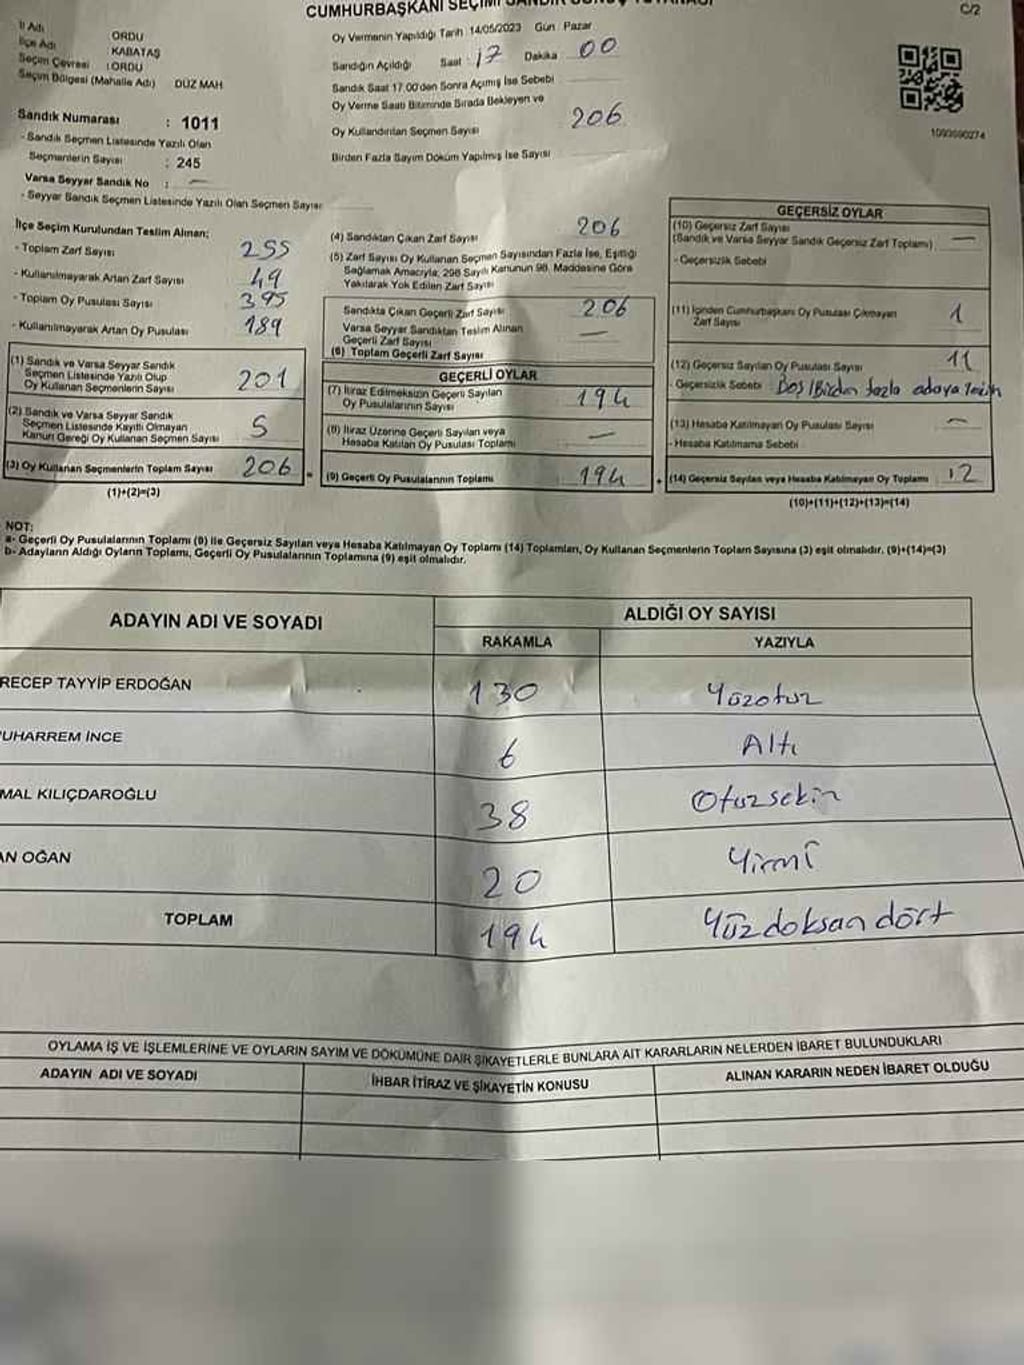 CUMHURBAŞKANI SEÇİMİ SANDIK SONUÇ TUTANAĞI
C/2
İl Adı ORDU
İlçe Adı KABATAŞ
Seçim Çevresi : ORDU
Seçim Bölgesi (Mahalle Adı) DÜZ MAH
Sandık Numarası : 1011
- Sandık Seçmen Listesinde Yazılı Olan
Seçmenlerin Sayısı : 245
Varsa Seyyar Sandık No : —
- Seyyar Sandık Seçmen Listesinde Yazılı Olan Seçmen Sayısı
Oy Vermenin Yapıldığı Tarih 14/05/2023 Gün : Pazar
Sandığın Açıldığı Saat : 17 Dakika 00
Sandık Saat 17:00'den Sonra Açılmış İse Sebebi
Oy Verme Saati Bitiminde Sırada Bekleyen ve
Oy Kullandırılan Seçmen Sayısı 206
Birden Fazla Sayım Döküm Yapılmış İse Sayısı
İlçe Seçim Kurulundan Teslim Alınan;
- Toplam Zarf Sayısı 255
- Kullanılmayarak Artan Zarf Sayısı 49
- Toplam Oy Pusulası Sayısı 395
- Kullanılmayarak Artan Oy Pusulası 189
(1) Sandık ve Varsa Seyyar Sandık
Seçmen Listesinde Yazılı Olup
Oy Kullanan Seçmenlerin Sayısı 201
(2) Sandık ve Varsa Seyyar Sandık
Seçmen Listesinde Kayıtlı Olmayan
Kanun Gereği Oy Kullanan Seçmen Sayısı 5
(3) Oy Kullanan Seçmenlerin Toplam Sayısı 206
(1)+(2)=(3)
(4) Sandıktan Çıkan Zarf Sayısı 206
(5) Zarf Sayısı Oy Kullanan Seçmen Sayısından Fazla İse, Eşitliği
Sağlamak Amacıyla; 298 Sayılı Kanunun 98. Maddesine Göre
Yakılarak Yok Edilen Zarf Sayısı
Sandıkta Çıkan Geçerli Zarf Sayısı 206
Varsa Seyyar Sandıktan Teslim Alınan
Geçerli Zarf Sayısı —
(6) Toplam Geçerli Zarf Sayısı
GEÇERLİ OYLAR
(7) İtiraz Edilmeksizin Geçerli Sayılan
Oy Pusulalarının Sayısı 194
(8) İtiraz Üzerine Geçerli Sayılan veya
Hesaba Katılan Oy Pusulası Toplamı —
= (9) Geçerli Oy Pusulalarının Toplamı 194
GEÇERSİZ OYLAR
(10) Geçersiz Zarf Sayısı
(Sandık ve Varsa Seyyar Sandık Geçersiz Zarf Toplamı) —
- Geçersizlik Sebebi
(11) İçinden Cumhurbaşkanı Oy Pusulası Çıkmayan
Zarf Sayısı 1
(12) Geçersiz Sayılan Oy Pusulası Sayısı 11
- Geçersizlik Sebebi Boş/Birden fazla adaya
(13) Hesaba Katılmayan Oy Pusulası Sayısı —
- Hesaba Katılmama Sebebi
+ (14) Geçersiz Sayılan veya Hesaba Katılmayan Oy Toplamı 12
(10)+(11)+(12)+(13)=(14)
NOT:
a- Geçerli Oy Pusulalarının Toplamı (9) ile Geçersiz Sayılan veya Hesaba Katılmayan Oy Toplamı (14) Toplamları, Oy Kullanan Seçmenlerin Toplam Sayısına (3) eşit olmalıdır. (9)+(14)=(3)
b- Adayların Aldığı Oyların Toplamı, Geçerli Oy Pusulalarının Toplamına (9) eşit olmalıdır.
ADAYIN ADI VE SOYADI ALDIĞI OY SAYISI
RAKAMLA YAZIYLA
RECEP TAYYİP ERDOĞAN 130 Yüzotuz
UHARREM İNCE 6 Altı
MAL KILIÇDAROĞLU 38 Otuzsekiz
AN OĞAN 20 Yirmi
TOPLAM 194 Yüzdoksandört
OYLAMA İŞ VE İŞLEMLERİNE VE OYLARIN SAYIM VE DÖKÜMÜNE DAİR ŞİKAYETLERLE BUNLARA AİT KARARLARIN NELERDEN İBARET BULUNDUKLARI
ADAYIN ADI VE SOYADI İHBAR İTİRAZ VE ŞİKAYETİN KONUSU ALINAN KARARIN NEDEN İBARET OLDUĞU